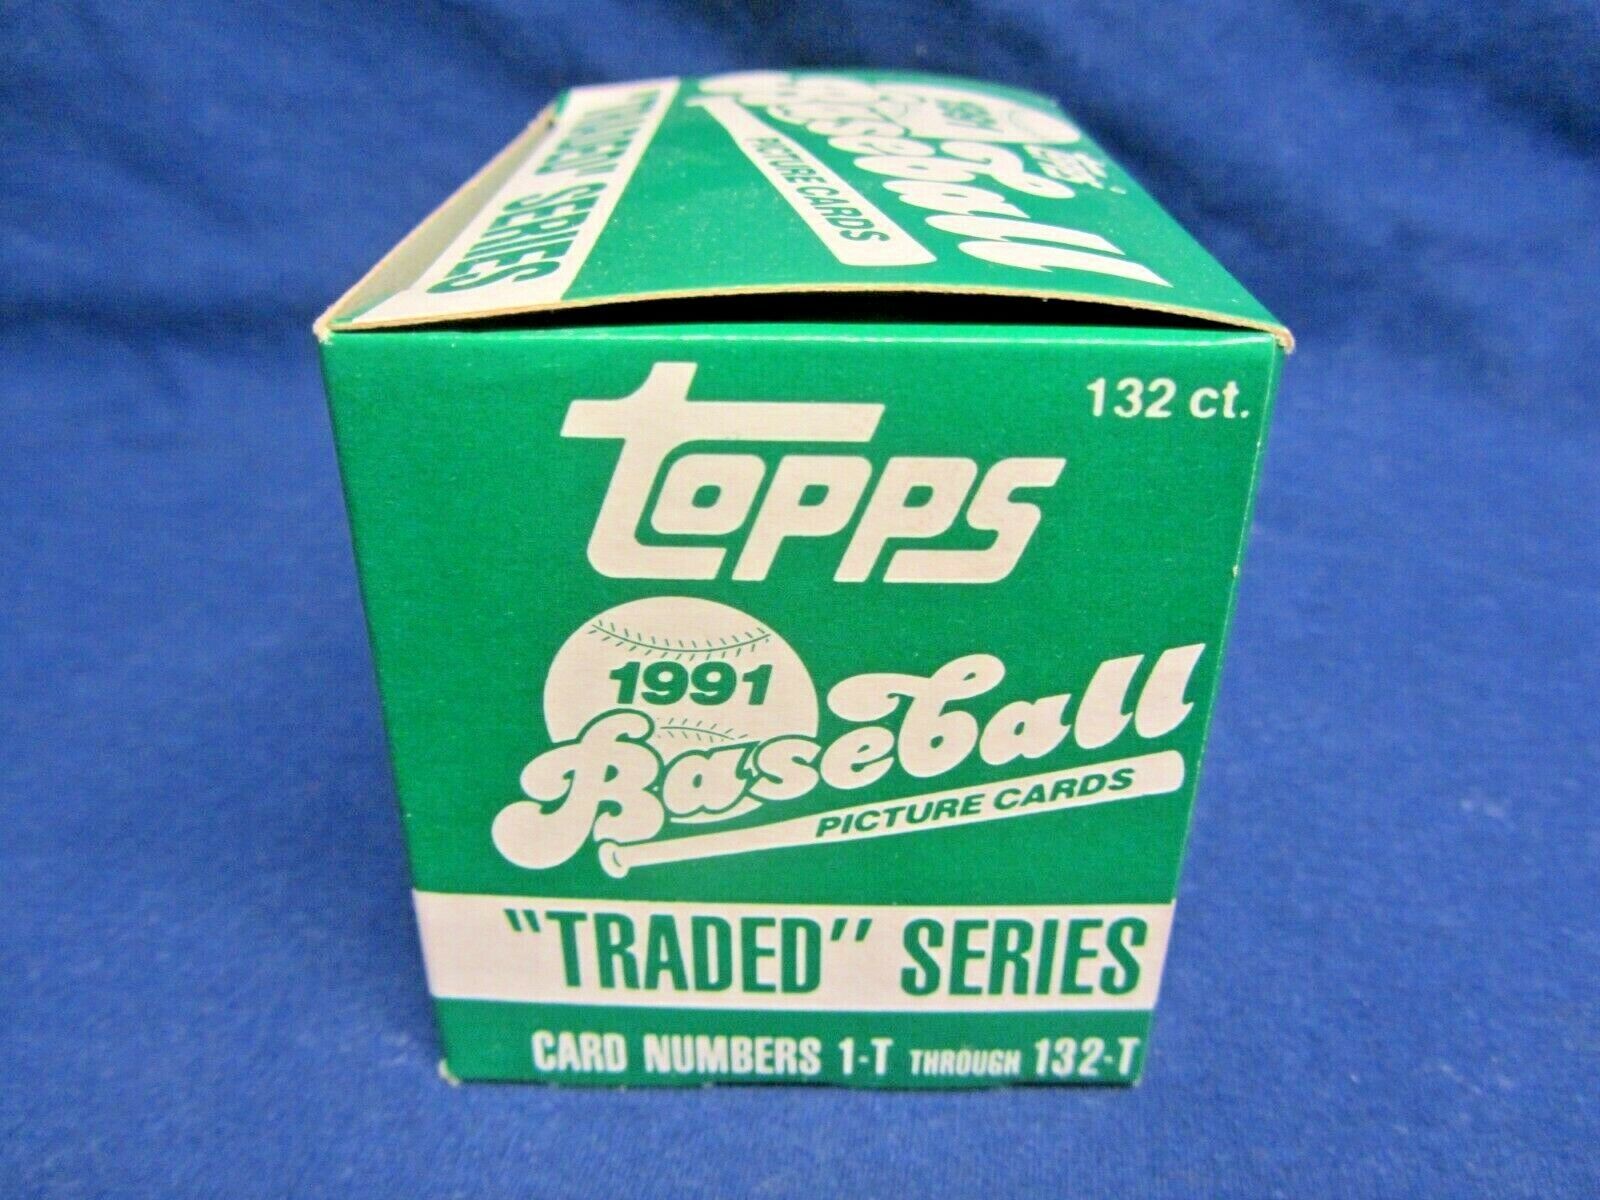 "TRADED" SERIES
1991
Baseball
PICTURE CARDS
132 ct.
topps
1991
Baseball
PICTURE CARDS
"TRADED" SERIES
CARD NUMBERS 1-T THROUGH 132-T